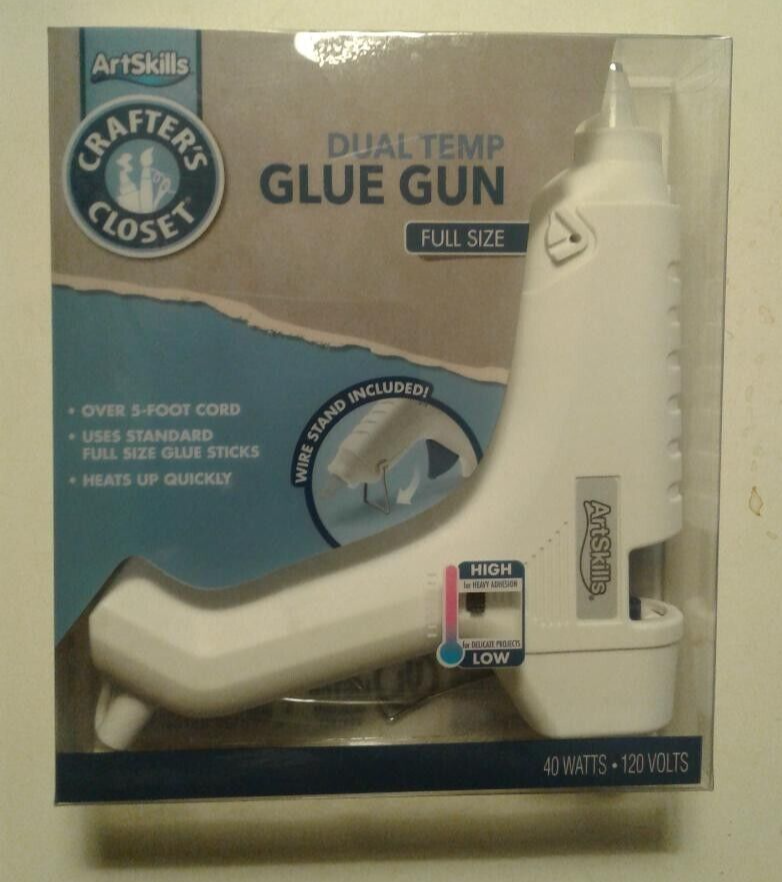 ArtSkills
CRAFTER'S
CLOSET®
DUAL TEMP
GLUE GUN
FULL SIZE
• OVER 5-FOOT CORD
• USES STANDARD
FULL SIZE GLUE STICKS
• HEATS UP QUICKLY
WIRE STAND INCLUDED!
ArtSkills®
HIGH
for HEAVY ADHESION
for DELICATE PROJECTS
LOW
40 WATTS • 120 VOLTS